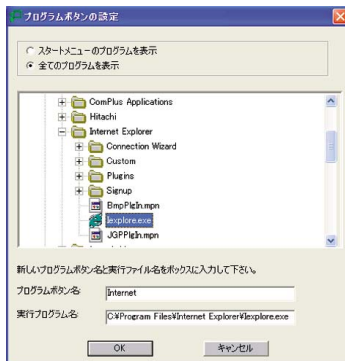 プログラムボタンの設定
スタートメニューのプログラムを表示
全てのプログラムを表示
ComPlus Applications
Hitachi
Internet Explorer
Connection Wizard
Custom
Plugins
Signup
BmpPlgIn.mpn
Iexplore.exe
JGPPlgIn.mpn
新しいプログラムボタン名と実行ファイル名をボックスに入力して下さい。
プログラムボタン名: Internet
実行プログラム名: C:¥Program Files¥Internet Explorer¥Iexplore.exe
OK キャンセル